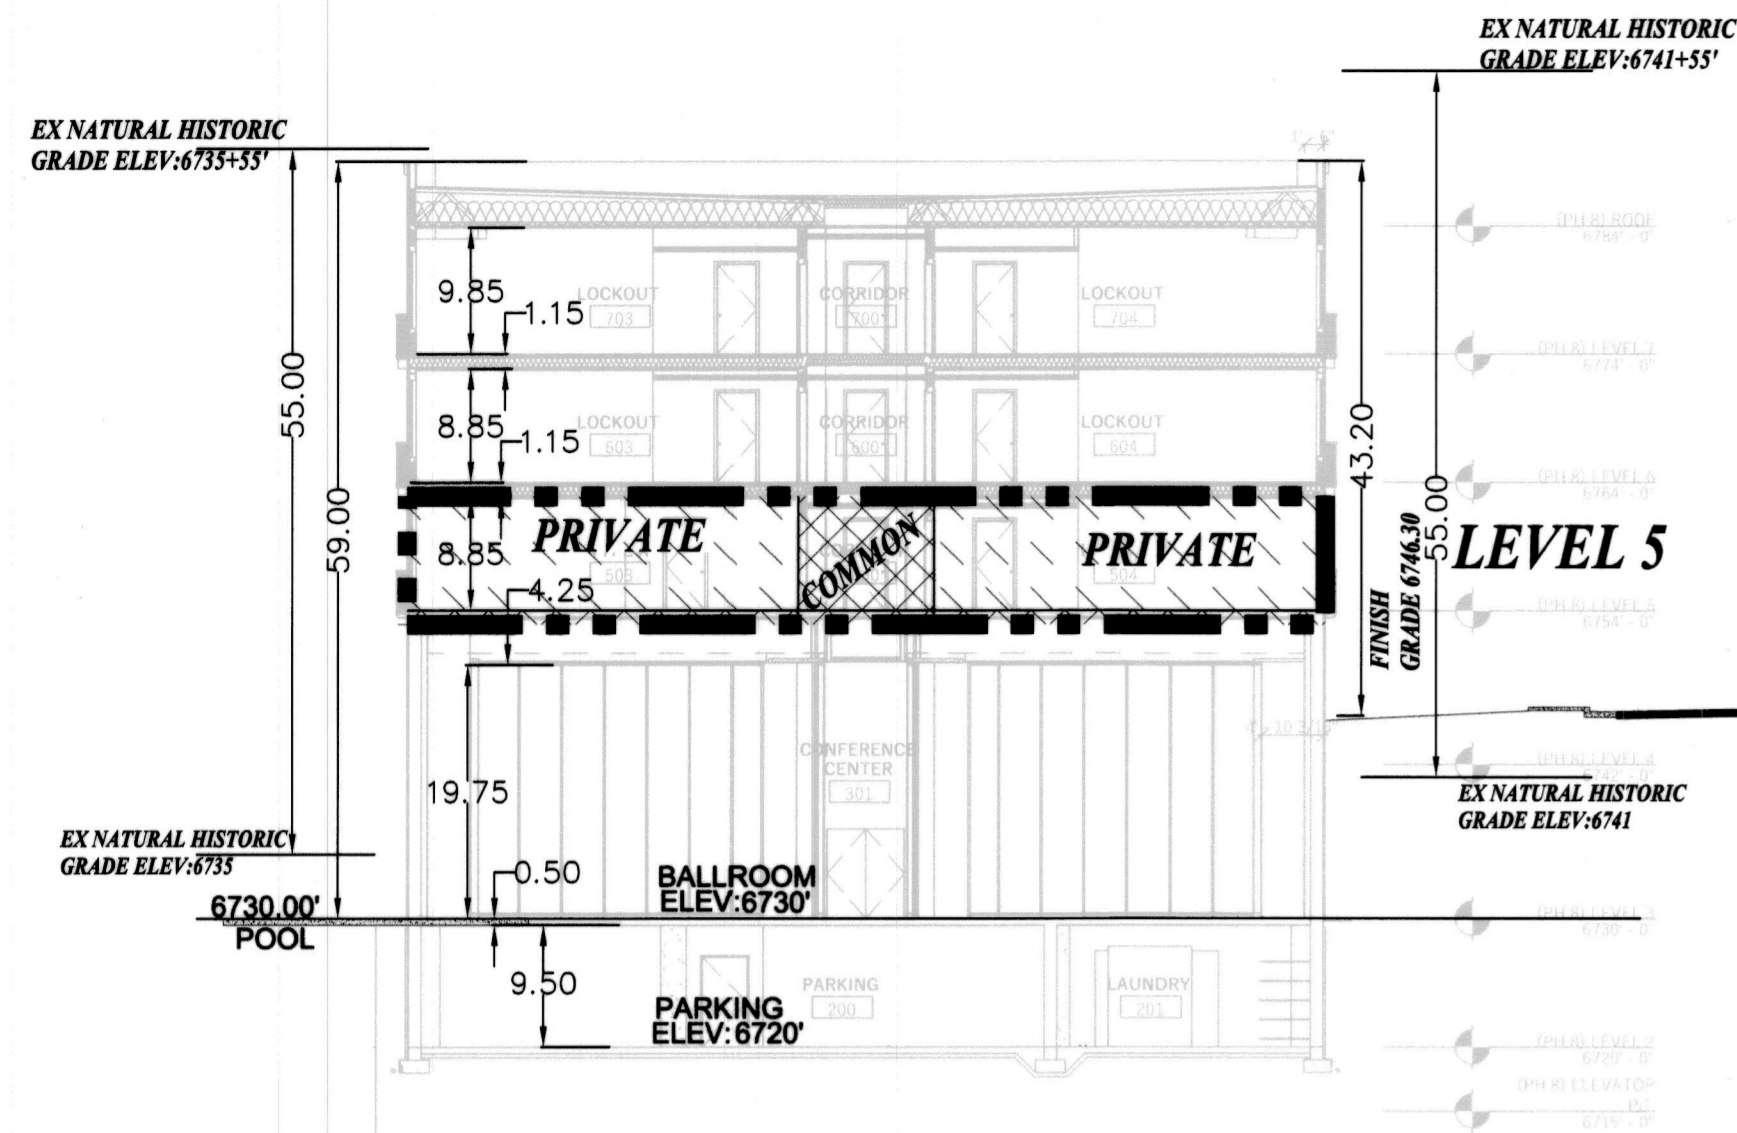 EX NATURAL HISTORIC
GRADE ELEV:6741+55'
EX NATURAL HISTORIC
GRADE ELEV:6735+55'
1' - 6"
(PH 8) ROOF
6784' - 0"
9.85
1.15
LOCKOUT
703
CORRIDOR
700
LOCKOUT
704
(PH 8) LEVEL 7
6774' - 0"
55.00
59.00
8.85
1.15
LOCKOUT
603
CORRIDOR
600
LOCKOUT
604
43.20
55.00
(PH 8) LEVEL 6
6764' - 0"
8.85
PRIVATE
503
COMMON
PRIVATE
504
LEVEL 5
4.25
FINISH
GRADE 6746.30
(PH 8) LEVEL 5
6754' - 0"
19.75
CONFERENCE
CENTER
301
(PH 8) LEVEL 4
6742' - 0"
EX NATURAL HISTORIC
GRADE ELEV:6741
EX NATURAL HISTORIC
GRADE ELEV:6735
0.50
BALLROOM
ELEV:6730'
6730.00'
POOL
(PH 8) LEVEL 3
6730' - 0"
9.50
PARKING
200
LAUNDRY
201
PARKING
ELEV:6720'
(PH 8) LEVEL 2
6720' - 0"
(PH 8) ELEVATOR
PIT
6715' - 0"